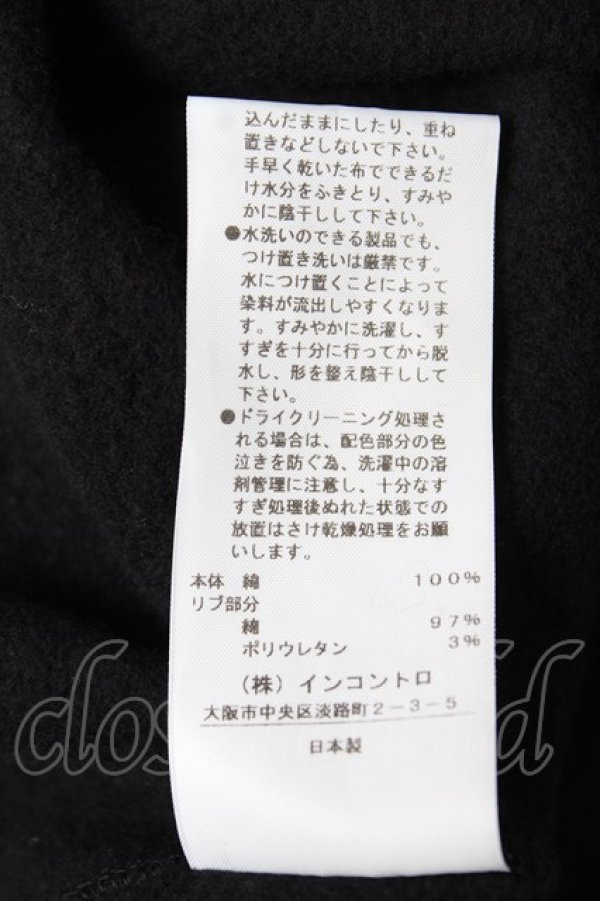 込んだままにしたり、重ね
置きなどしないで下さい。
手早く乾いた布でできるだ
け水分をふきとり、すみや
かに陰干しして下さい。
●水洗いのできる製品でも、
つけ置き洗いは厳禁です。
水につけ置くことによって
染料が流出しやすくなりま
す。すみやかに洗濯し、す
すぎを十分に行ってから脱
水し、形を整え陰干しして
下さい。
●ドライクリーニング処理さ
れる場合は、配色部分の色
泣きを防ぐ為、洗濯中の溶
剤管理に注意し、十分なす
すぎ処理後ぬれた状態での
放置はさけ乾燥処理をお願
いします。
本体 綿 100%
リブ部分
綿 97%
ポリウレタン 3%
(株)インコントロ
大阪市中央区淡路町2-3-5
日本製